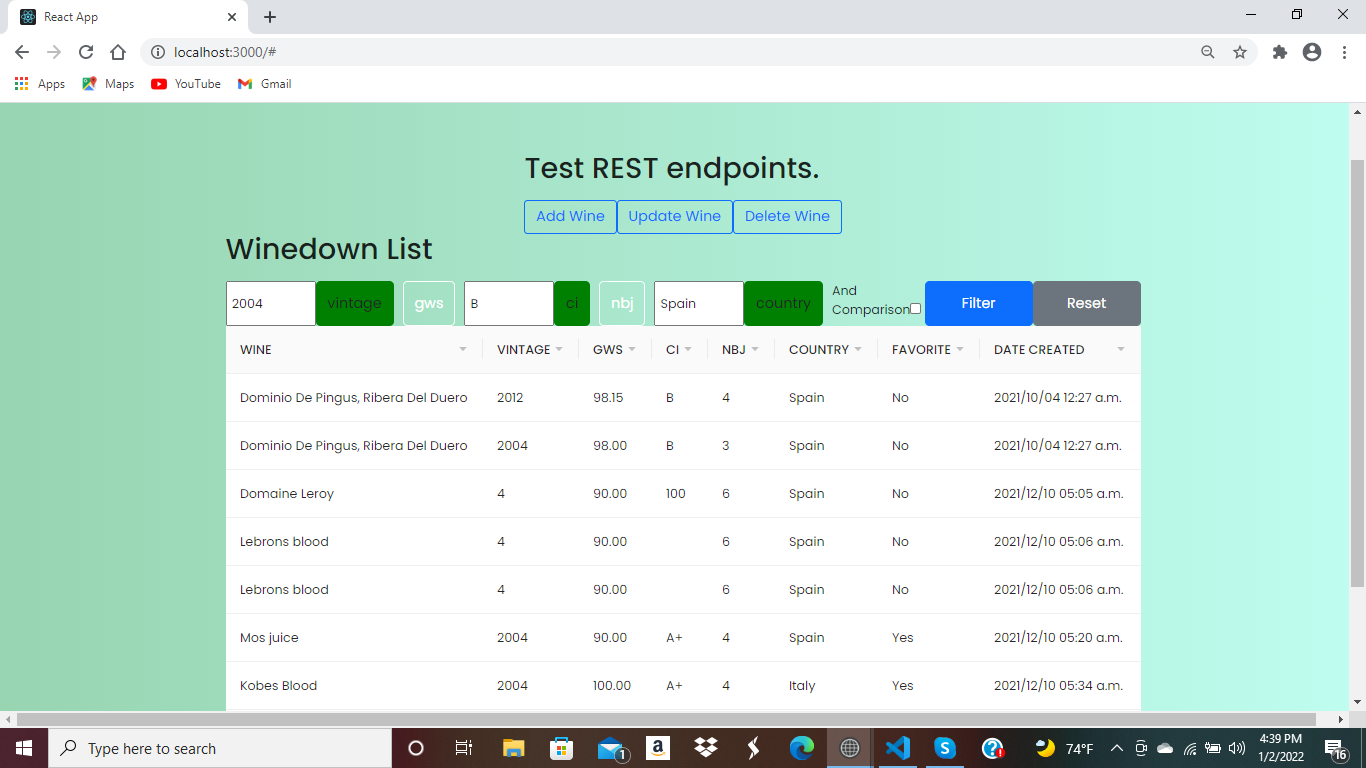 React App
localhost:3000/#
Apps Maps YouTube Gmail
Test REST endpoints.
Add Wine Update Wine Delete Wine
Winedown List
2004 vintage gws B ci nbj Spain country And Comparison Filter Reset
WINE VINTAGE GWS CI NBJ COUNTRY FAVORITE DATE CREATED
Dominio De Pingus, Ribera Del Duero 2012 98.15 B 4 Spain No 2021/10/04 12:27 a.m.
Dominio De Pingus, Ribera Del Duero 2004 98.00 B 3 Spain No 2021/10/04 12:27 a.m.
Domaine Leroy 4 90.00 100 6 Spain No 2021/12/10 05:05 a.m.
Lebrons blood 4 90.00 6 Spain No 2021/12/10 05:06 a.m.
Lebrons blood 4 90.00 6 Spain No 2021/12/10 05:06 a.m.
Mos juice 2004 90.00 A+ 4 Spain Yes 2021/12/10 05:20 a.m.
Kobes Blood 2004 100.00 A+ 4 Italy Yes 2021/12/10 05:34 a.m.
Type here to search 1 74°F 4:39 PM
1/2/2022 16